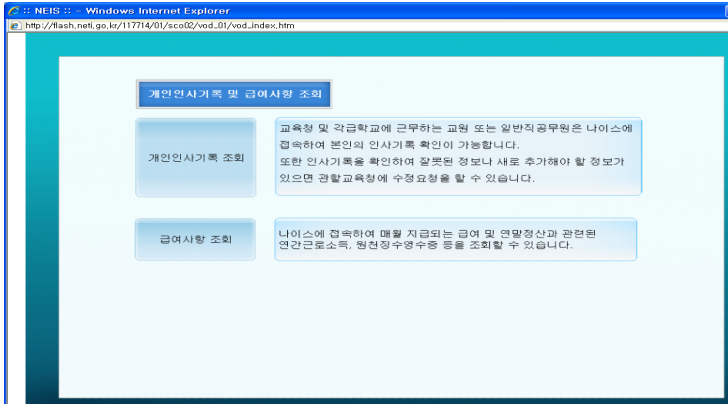 :: NEIS :: - Windows Internet Explorer
http://flash.neti.go.kr/117714/01/sco02/vod_01/vod_index.htm
개인인사기록 및 급여사항 조회
개인인사기록 조회
교육청 및 각급학교에 근무하는 교원 또는 일반직공무원은 나이스에
접속하여 본인의 인사기록 확인이 가능합니다.
또한 인사기록을 확인하여 잘못된 정보나 새로 추가해야 할 정보가
있으면 관할교육청에 수정요청을 할 수 있습니다.
급여사항 조회
나이스에 접속하여 매월 지급되는 급여 및 연말정산과 관련된
연간근로소득, 원천징수영수증 등을 조회할 수 있습니다.